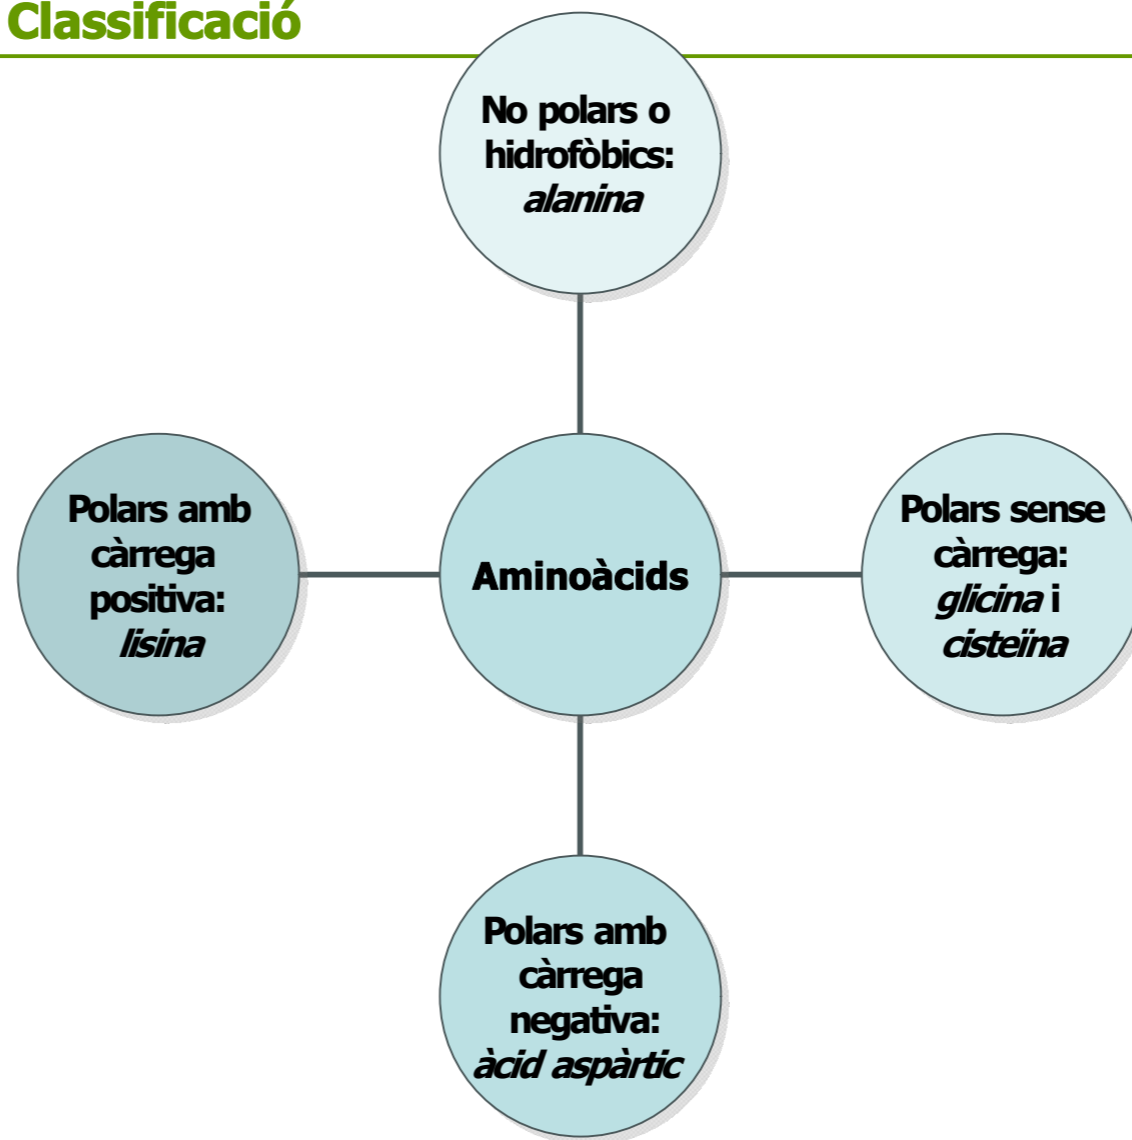 Classificació
No polars o
hidrofòbics:
alanina
Polars amb
càrrega
positiva:
lisina
Aminoàcids
Polars sense
càrrega:
glicina i
cisteïna
Polars amb
càrrega
negativa:
àcid aspàrtic